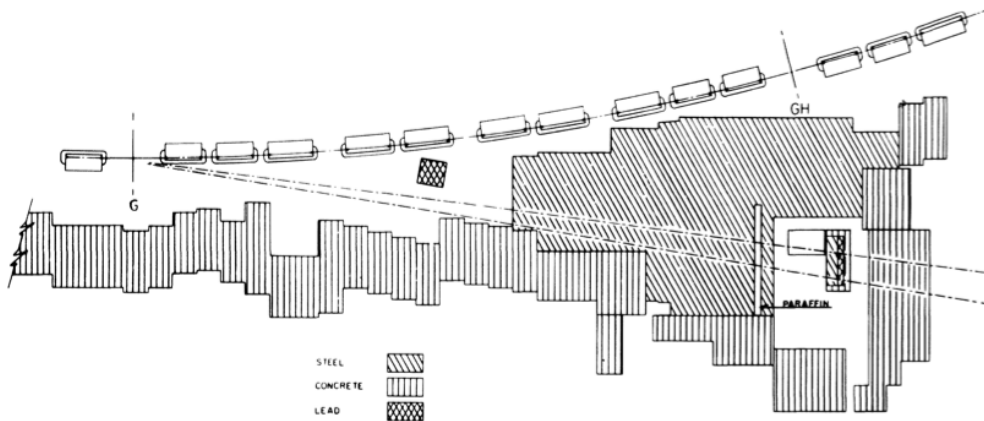 GH
G
PARAFFIN
STEEL
CONCRETE
LEAD